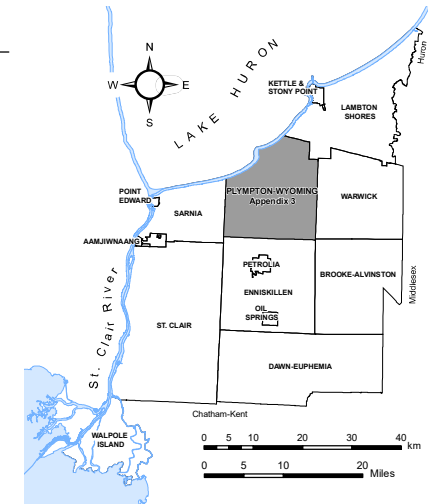 N
W
E
S
LAKE HURON
Huron
KETTLE &
STONY POINT
LAMBTON
SHORES
POINT
EDWARD
PLYMPTON-WYOMING
Appendix 3
WARWICK
SARNIA
AAMJIWNAANG
PETROLIA
BROOKE-ALVINSTON
Middlesex
ENNISKILLEN
St. Clair River
OIL
SPRINGS
ST. CLAIR
DAWN-EUPHEMIA
Chatham-Kent
WALPOLE
ISLAND
0 5 10 20 30 40
km
0 5 10 20
Miles